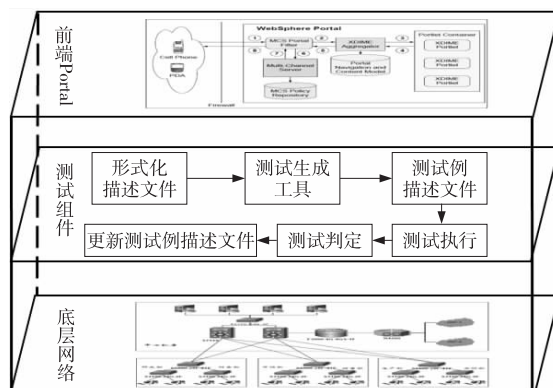 前端Portal
WebSphere Portal
Cell Phone
PDA
Firewall
MCS Portal
Filter
XDIME
Aggregator
Portlet Container
XDIME
Portlet
XDIME
Portlet
XDIME
Portlet
Multi-Channel
Server
Portal
Navigation and
Content Model
MCS Policy
Repository
测试组件
形式化
描述文件
测试生成
工具
测试例
描述文件
更新测试例描述文件
测试判定
测试执行
底层网络